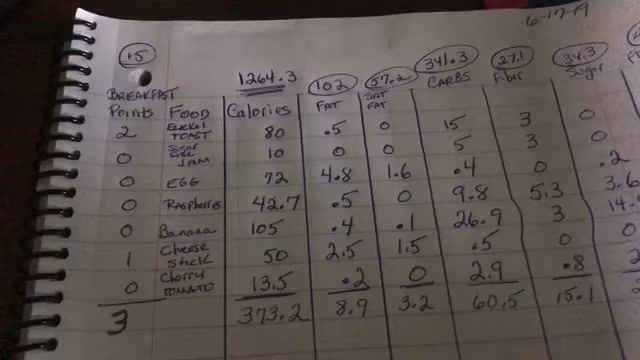 6-17-19
15 1264.3 102 57.2 341.3 27.1 34.3
BREAKFAST
Points FOOD Calories FAT SAT FAT CARBS Fiber Sugar
2 Ezekiel TOAST 80 .5 0 15 3 0
0 Sugar free JAM 10 0 0 5 3 0
0 EGG 72 4.8 1.6 .4 0 .2
0 Raspberries 42.7 .5 0 9.8 5.3 3.6
0 Banana 105 .4 .1 26.9 3 14.
1 Cheese stick 50 2.5 1.5 .5 0 0
0 Cherry TOMATO 13.5 .2 0 2.9 .8 2
3 373.2 8.9 3.2 60.5 15.1 2